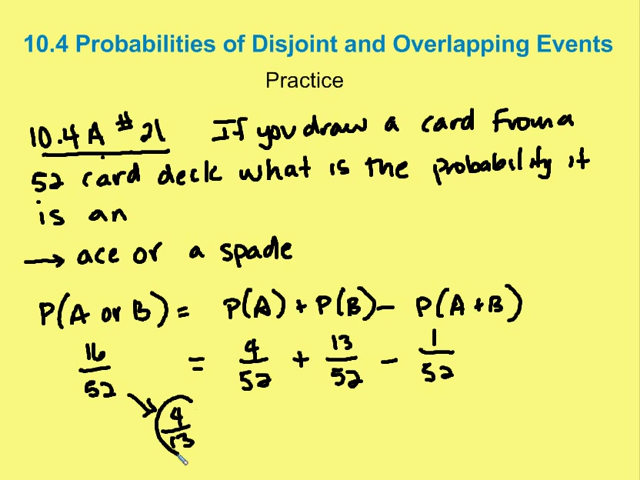 10.4 Probabilities of Disjoint and Overlapping Events
Practice
10.4 A #21 If you draw a card from a
52 card deck what is the probability it
is an
→ ace or a spade
P(A or B) = P(A) + P(B) - P(A + B)
16/52 = 4/52 + 13/52 - 1/52
4/13